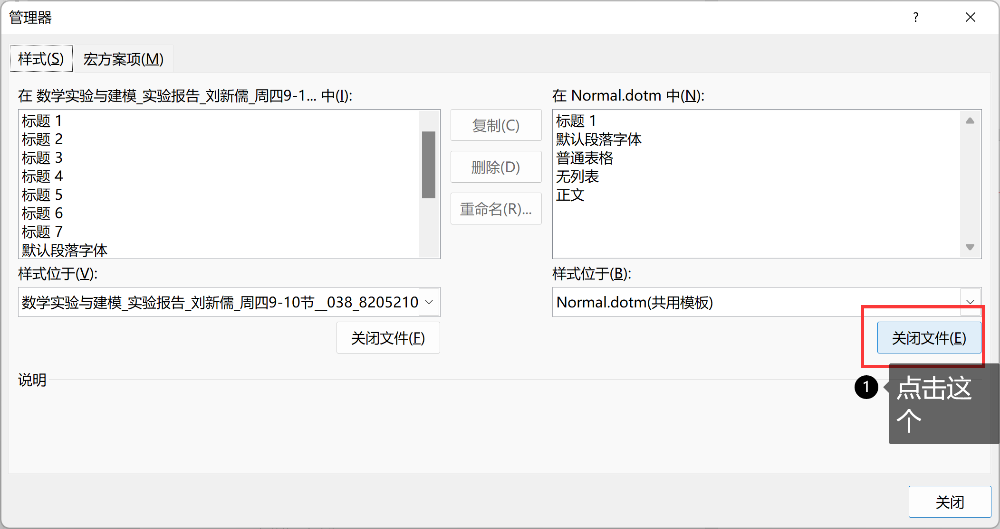 管理器
?
样式(S)
宏方案项(M)
在 数学实验与建模_实验报告_刘新儒_周四9-1... 中(I):
标题 1
标题 2
标题 3
标题 4
标题 5
标题 6
标题 7
默认段落字体
复制(C)
删除(D)
重命名(R)...
在 Normal.dotm 中(N):
标题 1
默认段落字体
普通表格
无列表
正文
样式位于(V):
数学实验与建模_实验报告_刘新儒_周四9-10节__038_8205210
关闭文件(F)
样式位于(B):
Normal.dotm(共用模板)
关闭文件(E)
说明
1
点击这
个
关闭